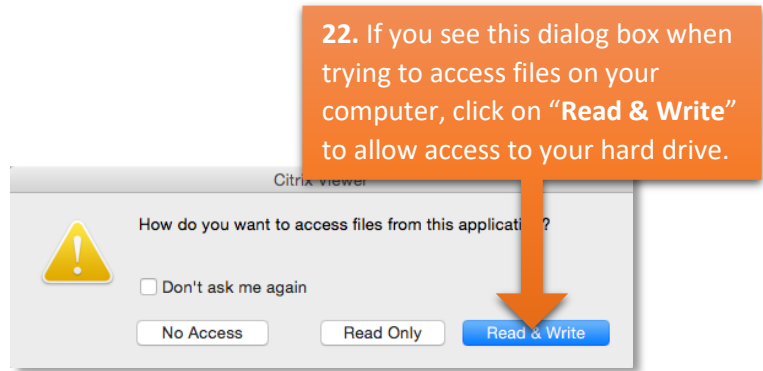 22. If you see this dialog box when
trying to access files on your
computer, click on “Read & Write”
to allow access to your hard drive.
Citrix Viewer
How do you want to access files from this application?
Don't ask me again
No Access
Read Only
Read & Write